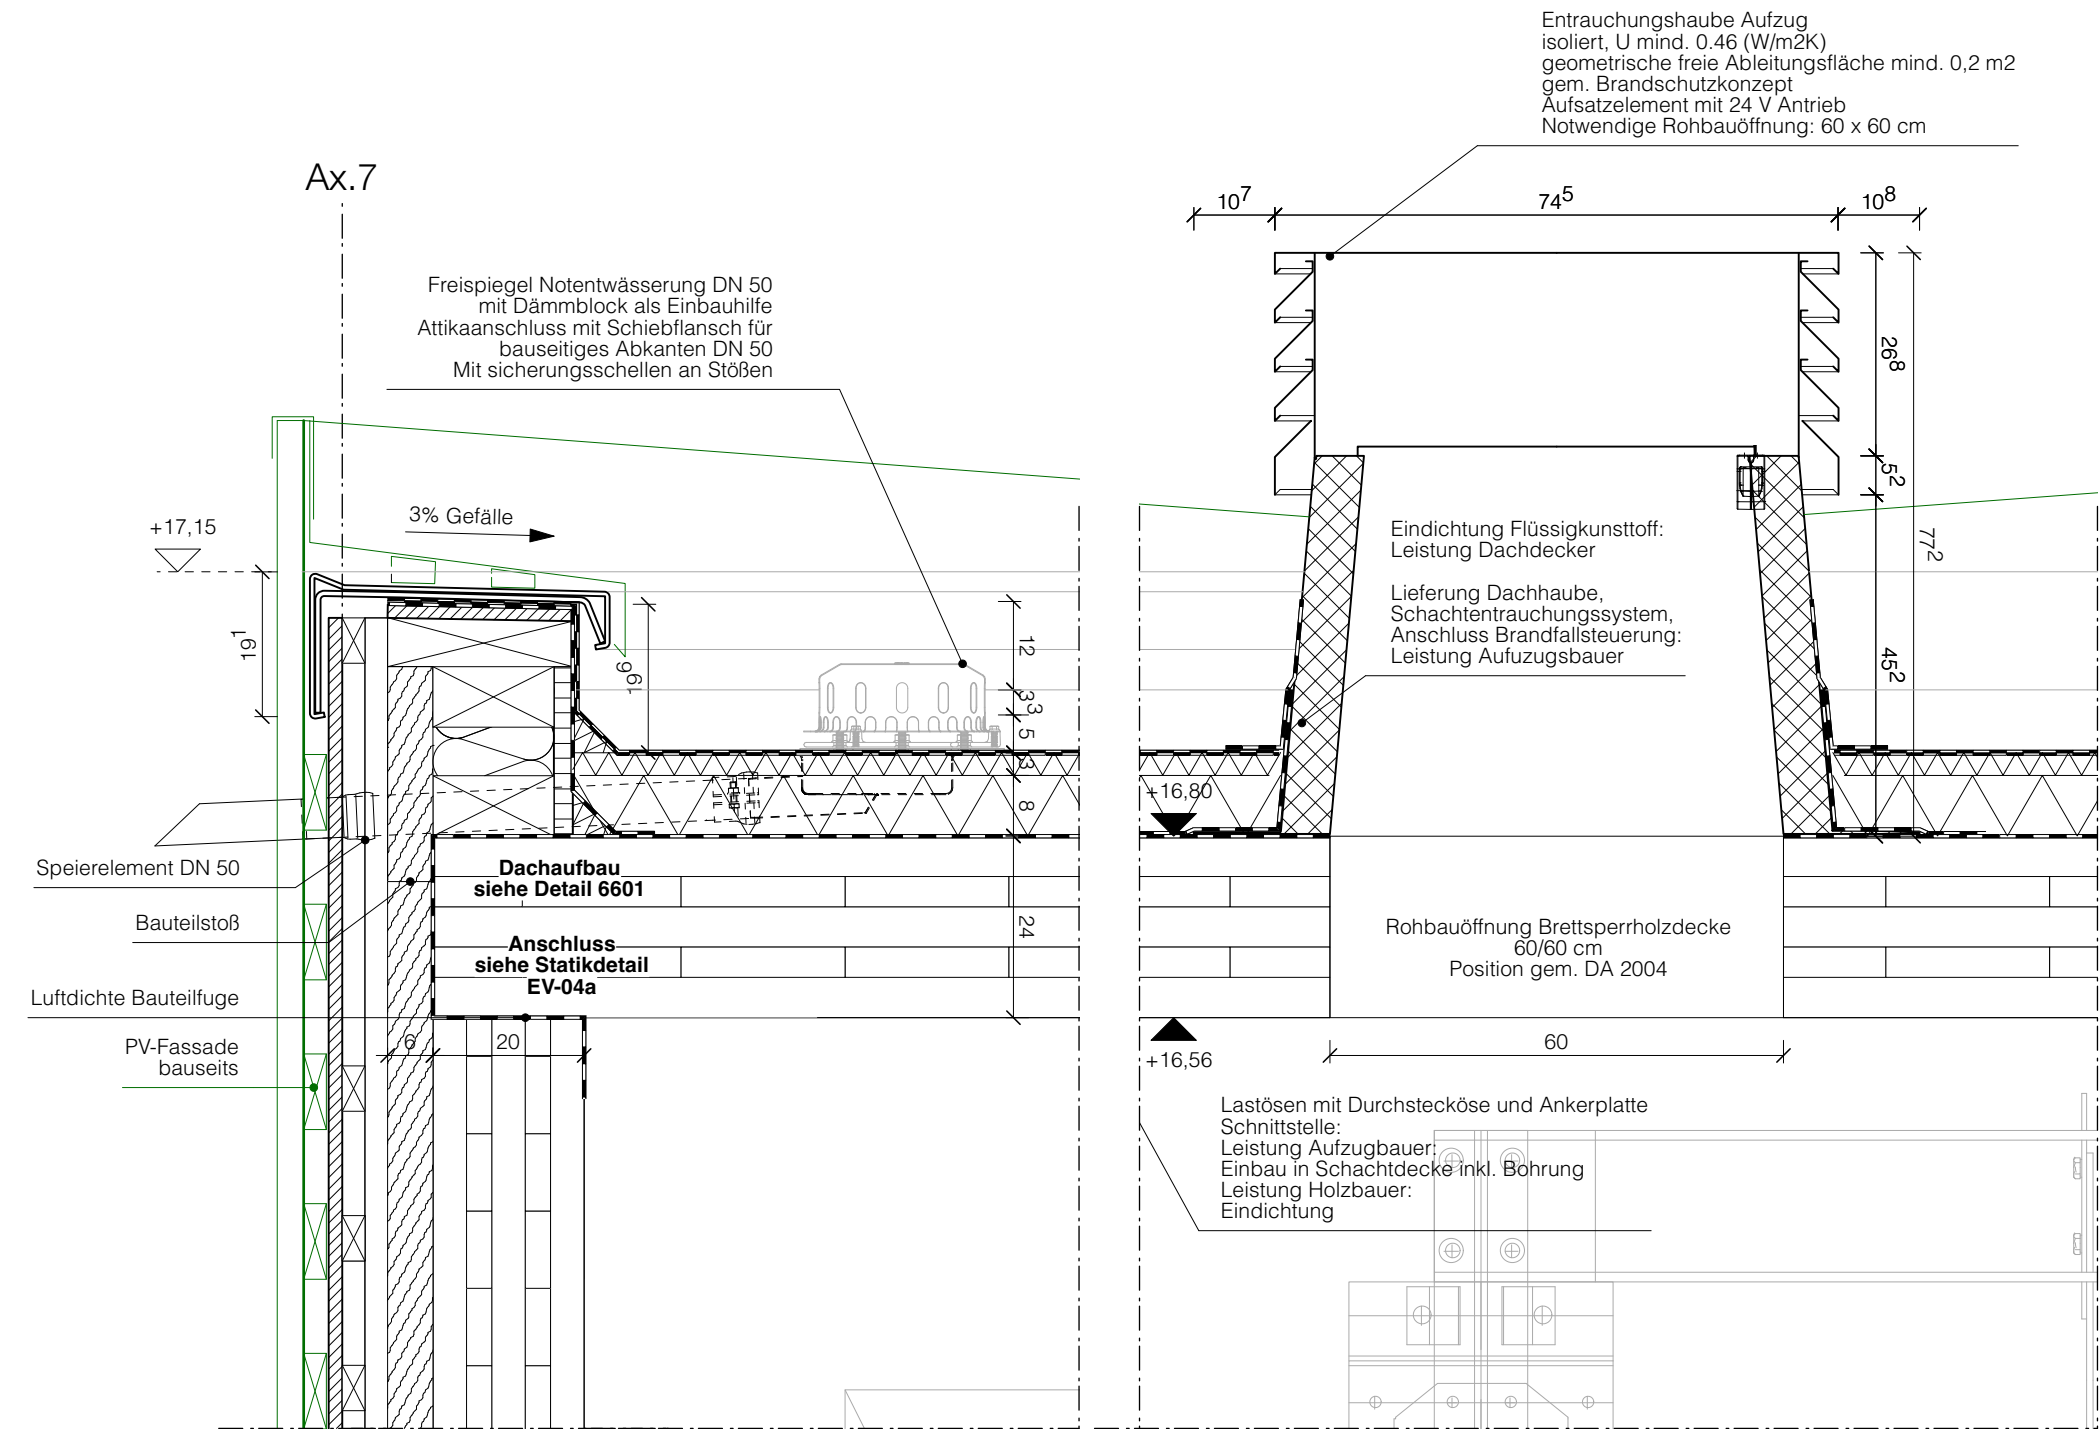 Entrauchungshaube Aufzug
isoliert, U mind. 0.46 (W/m2K)
geometrische freie Ableitungsfläche mind. 0,2 m2
gem. Brandschutzkonzept
Aufsatzelement mit 24 V Antrieb
Notwendige Rohbauöffnung: 60 x 60 cm
Ax.7
10⁷
74⁵
10⁸
Freispiegel Notentwässerung DN 50
mit Dämmblock als Einbauhilfe
Attikaanschluss mit Schiebflansch für
bauseitiges Abkanten DN 50
Mit sicherungsschellen an Stößen
26⁸
5²
77²
45²
+17,15
3% Gefälle
19¹
19⁶
12
3,3
5
3
8
24
Eindichtung Flüssigkunsttoff:
Leistung Dachdecker
Lieferung Dachhaube,
Schachtentrauchungssystem,
Anschluss Brandfallsteuerung:
Leistung Aufuzugsbauer
+16,80
Speierelement DN 50
Dachaufbau
siehe Detail 6601
Bauteilstoß
Anschluss
siehe Statikdetail
EV-04a
Rohbauöffnung Brettsperrholzdecke
60/60 cm
Position gem. DA 2004
Luftdichte Bauteilfuge
6
20
60
PV-Fassade
bauseits
+16,56
Lastösen mit Durchstecköse und Ankerplatte
Schnittstelle:
Leistung Aufzugbauer:
Einbau in Schachtdecke inkl. Bohrung
Leistung Holzbauer:
Eindichtung